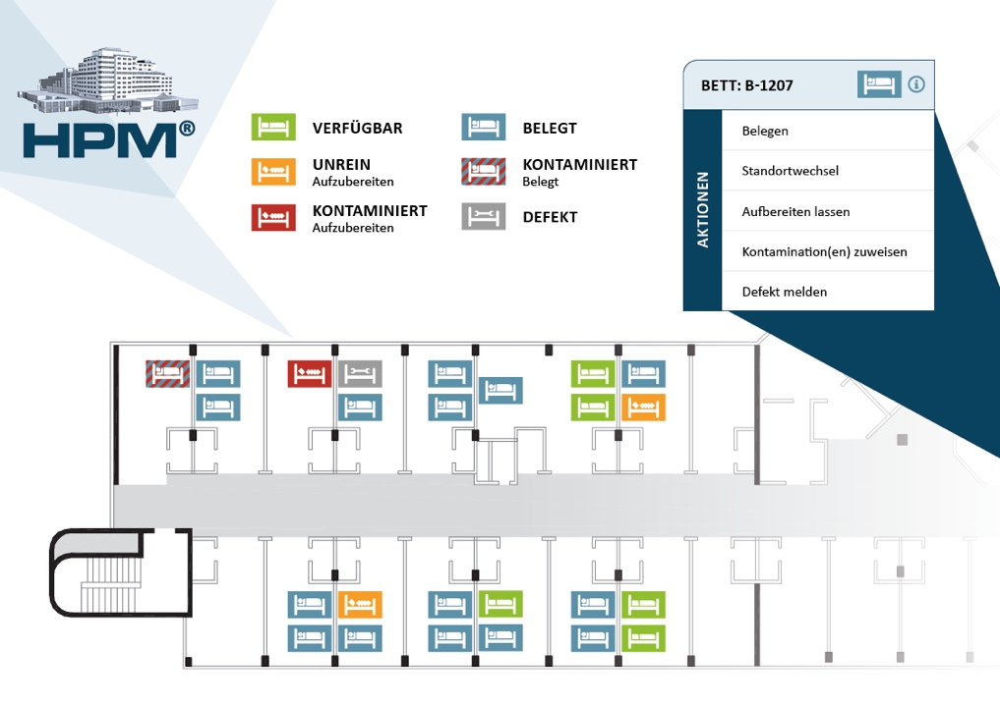 HPM®
VERFÜGBAR
BELEGT
UNREIN
Aufzubereiten
KONTAMINIERT
Belegt
KONTAMINIERT
Aufzubereiten
DEFEKT
BETT: B-1207
AKTIONEN
Belegen
Standortwechsel
Aufbereiten lassen
Kontamination(en) zuweisen
Defekt melden